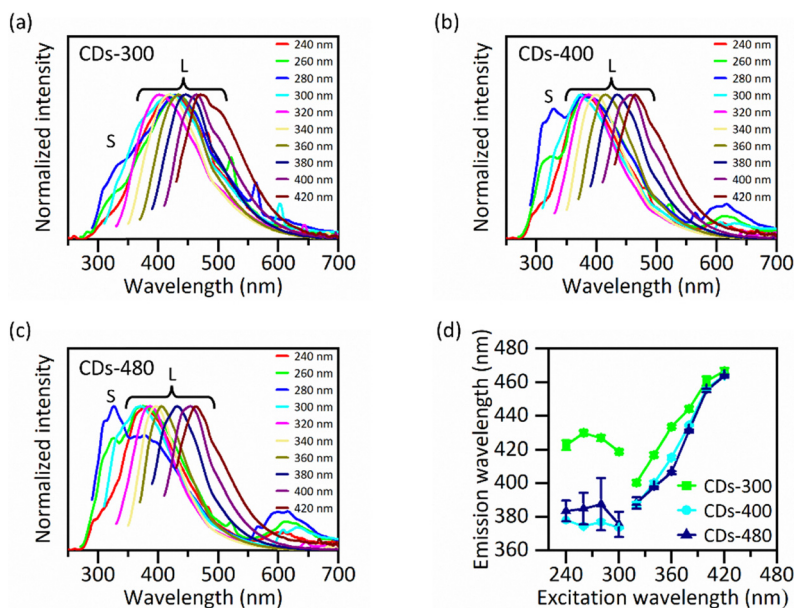 (a)
CDs-300
L
S
240 nm
260 nm
280 nm
300 nm
320 nm
340 nm
360 nm
380 nm
400 nm
420 nm
Normalized intensity
300 400 500 600 700
Wavelength (nm)
(b)
CDs-400
L
S
240 nm
260 nm
280 nm
300 nm
320 nm
340 nm
360 nm
380 nm
400 nm
420 nm
Normalized intensity
300 400 500 600 700
Wavelength (nm)
(c)
CDs-480
L
S
240 nm
260 nm
280 nm
300 nm
320 nm
340 nm
360 nm
380 nm
400 nm
420 nm
Normalized intensity
300 400 500 600 700
Wavelength (nm)
(d)
480
460
440
420
400
380
360
Emission wavelength (nm)
CDs-300
CDs-400
CDs-480
240 280 320 360 400 440 480
Excitation wavelength (nm)